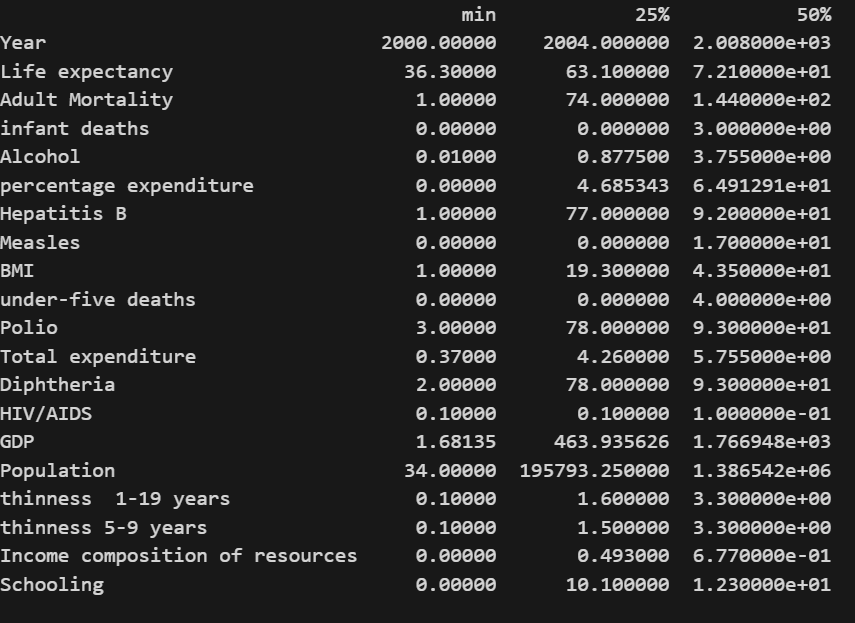 min 25% 50%
Year 2000.00000 2004.000000 2.008000e+03
Life expectancy 36.30000 63.100000 7.210000e+01
Adult Mortality 1.00000 74.000000 1.440000e+02
infant deaths 0.00000 0.000000 3.000000e+00
Alcohol 0.01000 0.877500 3.755000e+00
percentage expenditure 0.00000 4.685343 6.491291e+01
Hepatitis B 1.00000 77.000000 9.200000e+01
Measles 0.00000 0.000000 1.700000e+01
BMI 1.00000 19.300000 4.350000e+01
under-five deaths 0.00000 0.000000 4.000000e+00
Polio 3.00000 78.000000 9.300000e+01
Total expenditure 0.37000 4.260000 5.755000e+00
Diphtheria 2.00000 78.000000 9.300000e+01
HIV/AIDS 0.10000 0.100000 1.000000e-01
GDP 1.68135 463.935626 1.766948e+03
Population 34.00000 195793.250000 1.386542e+06
thinness  1-19 years 0.10000 1.600000 3.300000e+00
thinness 5-9 years 0.10000 1.500000 3.300000e+00
Income composition of resources 0.00000 0.493000 6.770000e-01
Schooling 0.00000 10.100000 1.230000e+01